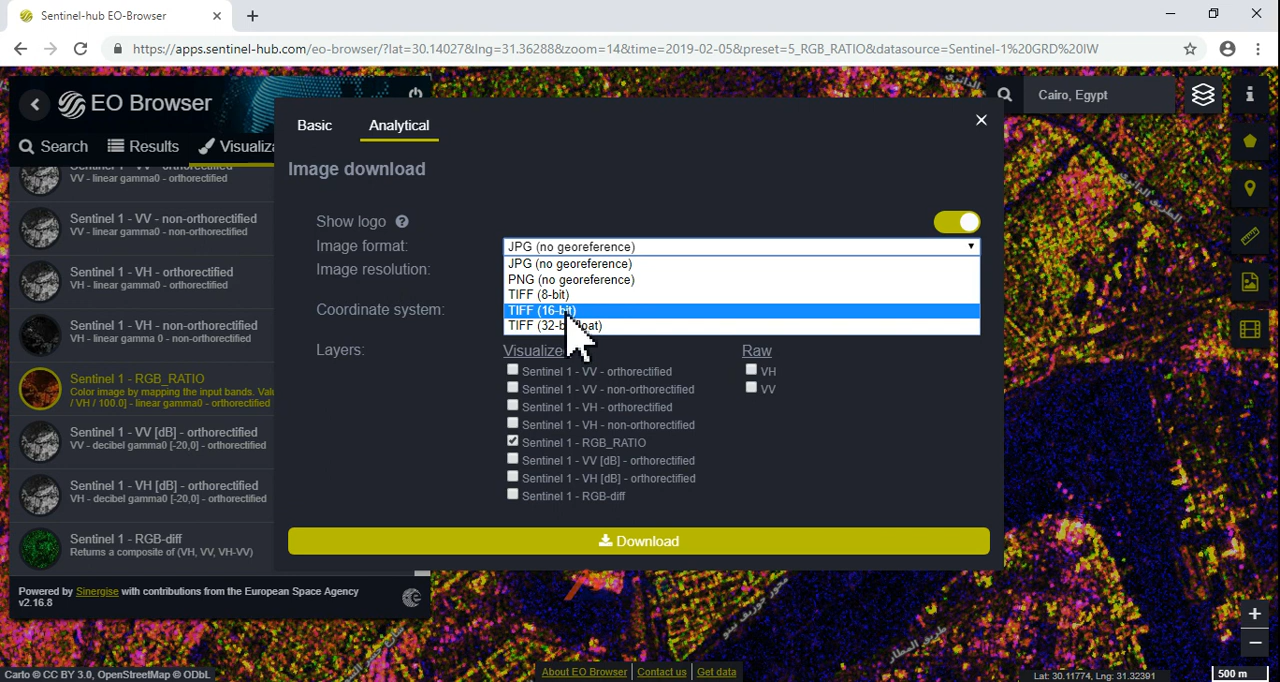 Sentinel-hub EO-Browser
https://apps.sentinel-hub.com/eo-browser/?lat=30.14027&lng=31.36288&zoom=14&time=2019-02-05&preset=5_RGB_RATIO&datasource=Sentinel-1%20GRD%20IW
EO Browser
Search
Results
Visualiz
VV - linear gamma0 - orthorectified
Sentinel 1 - VV - non-orthorectified
VV - linear gamma0 - non-orthorectified
Sentinel 1 - VH - orthorectified
VH - linear gamma0 - orthorectified
Sentinel 1 - VH - non-orthorectified
VH - linear gamma 0 - non-orthorectified
Sentinel 1 - RGB_RATIO
Color image by mapping the input bands. Valu
/ VH / 100.0] - linear gamma0 - orthorectified
Sentinel 1 - VV [dB] - orthorectified
VV - decibel gamma0 [-20,0] - orthorectified
Sentinel 1 - VH [dB] - orthorectified
VH - decibel gamma0 [-20,0] - orthorectified
Sentinel 1 - RGB-diff
Returns a composite of (VH, VV, VH-VV)
Powered by Sinergise with contributions from the European Space Agency
v2.16.8
Basic
Analytical
Image download
Show logo
Image format:
JPG (no georeference)
JPG (no georeference)
PNG (no georeference)
TIFF (8-bit)
TIFF (16-bit)
TIFF (32-b
oat)
Image resolution:
Coordinate system:
Layers:
Visualize
Raw
Sentinel 1 - VV - orthorectified
VH
Sentinel 1 - VV - non-orthorectified
VV
Sentinel 1 - VH - orthorectified
Sentinel 1 - VH - non-orthorectified
Sentinel 1 - RGB_RATIO
Sentinel 1 - VV [dB] - orthorectified
Sentinel 1 - VH [dB] - orthorectified
Sentinel 1 - RGB-diff
Download
Cairo, Egypt
Carto © CC BY 3.0, OpenStreetMap © ODbL
About EO Browser
Contact us
Get data
Lat: 30.11774, Lng: 31.32391
500 m